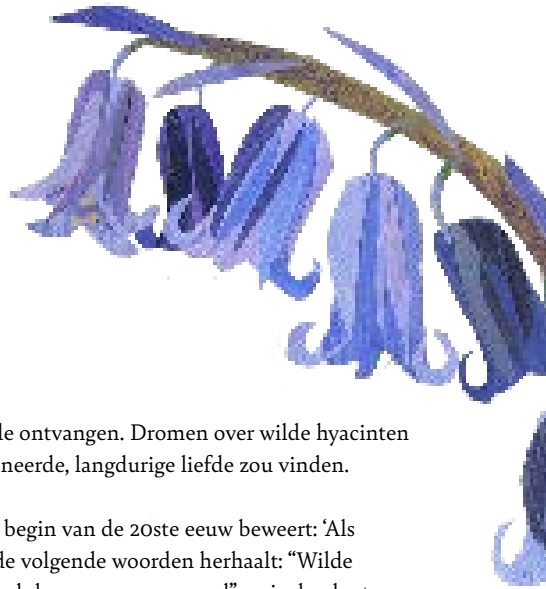 de ontvangen. Dromen over wilde hyacinten
neerde, langdurige liefde zou vinden.
begin van de 20ste eeuw beweert: ‘Als
de volgende woorden herhaalt: “Wilde